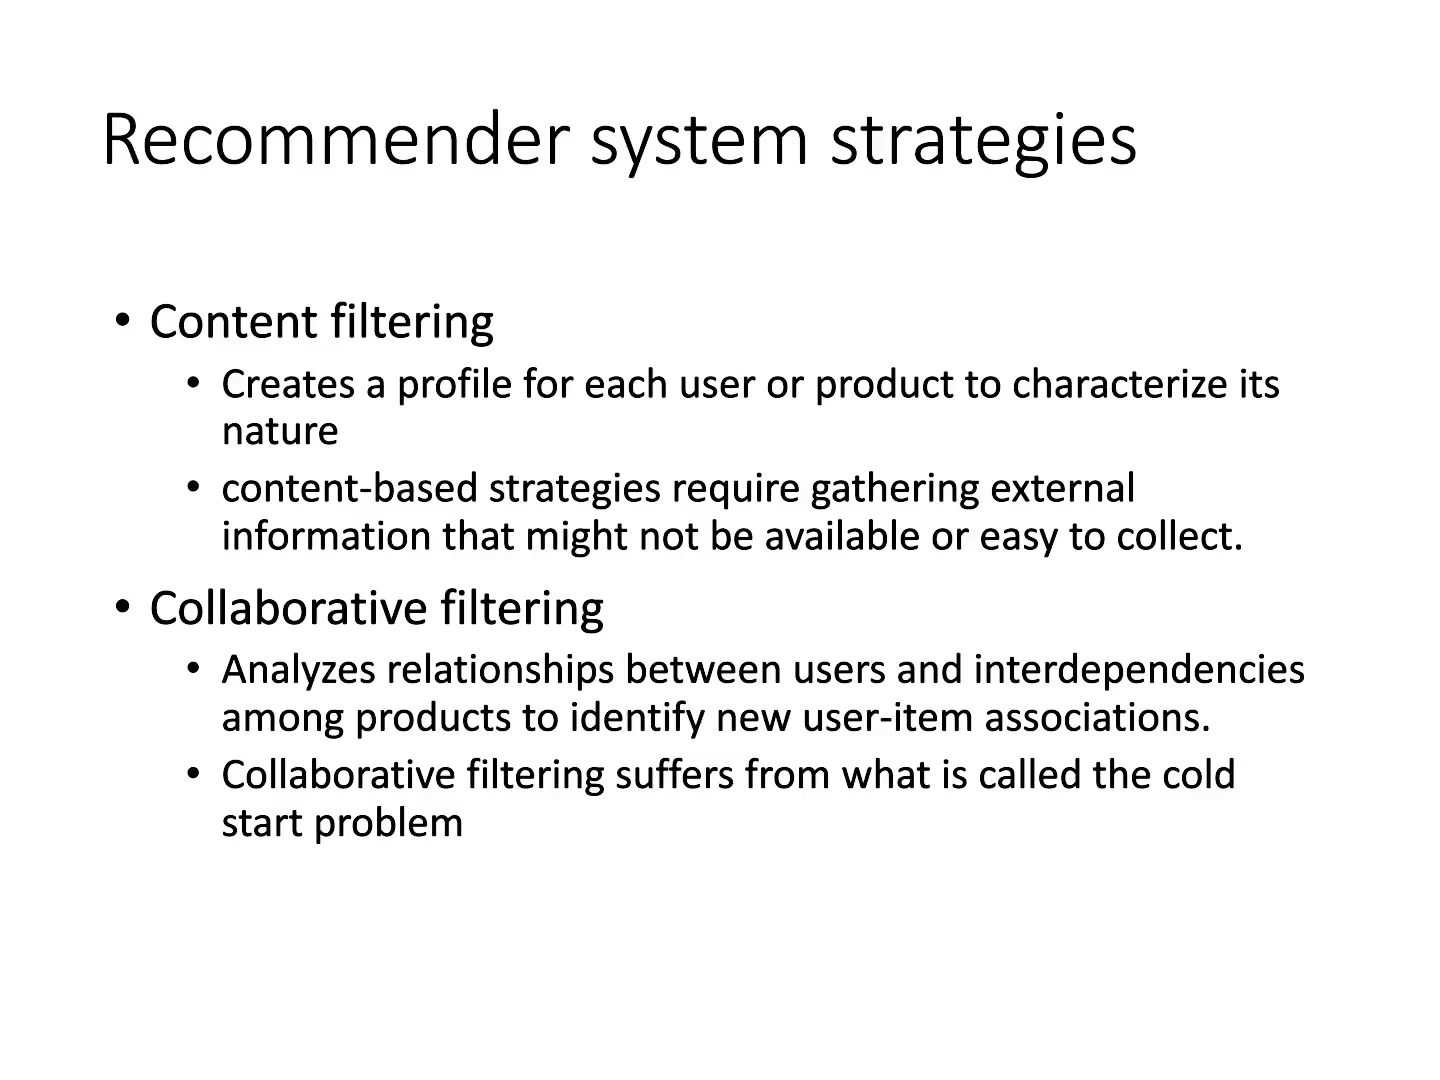 Recommender system strategies
• Content filtering
• Creates a profile for each user or product to characterize its
nature
• content-based strategies require gathering external
information that might not be available or easy to collect.
• Collaborative filtering
• Analyzes relationships between users and interdependencies
among products to identify new user-item associations.
• Collaborative filtering suffers from what is called the cold
start problem